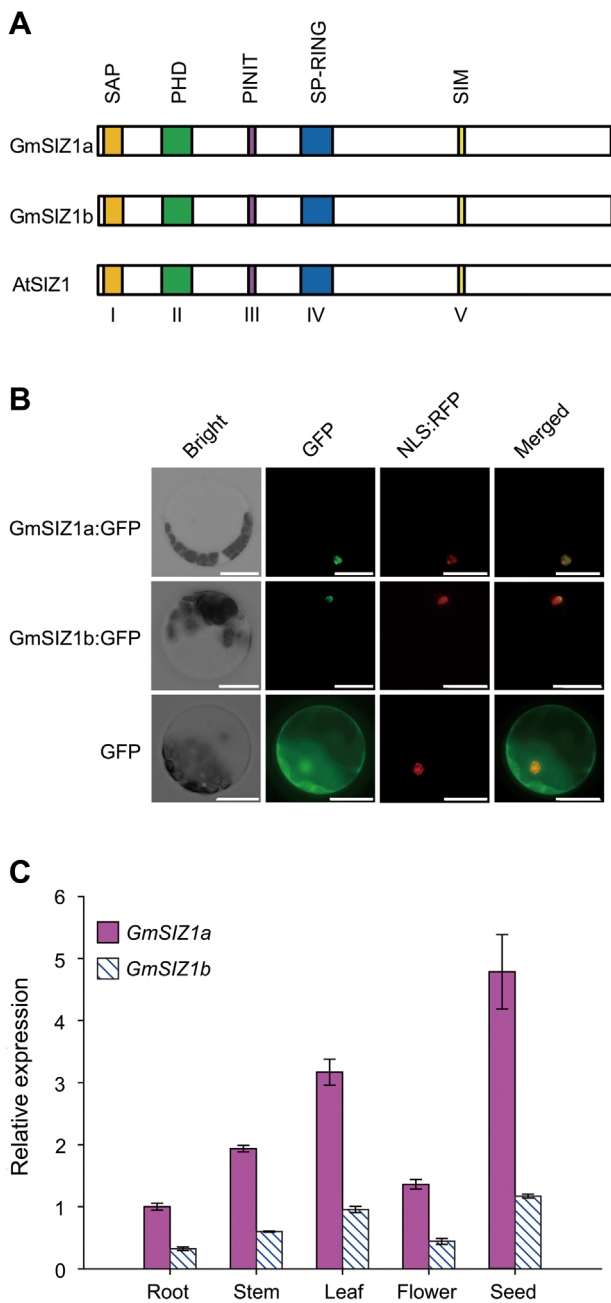 A
SAP PHD PINIT SP-RING SIM
GmSIZ1a
GmSIZ1b
AtSIZ1
I II III IV V
B
Bright GFP NLS:RFP Merged
GmSIZ1a:GFP
GmSIZ1b:GFP
GFP
C
6
5
4
3
2
1
0
Relative expression
GmSIZ1a
GmSIZ1b
Root Stem Leaf Flower Seed